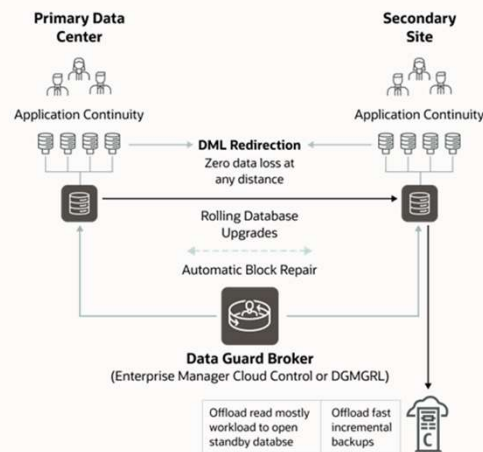 Primary Data
Center
Secondary
Site
Application Continuity
Application Continuity
DML Redirection
Zero data loss at
any distance
Rolling Database
Upgrades
Automatic Block Repair
Data Guard Broker
(Enterprise Manager Cloud Control or DGMGRL)
Offload read mostly
workload to open
standby databse
Offload fast
incremental
backups
C